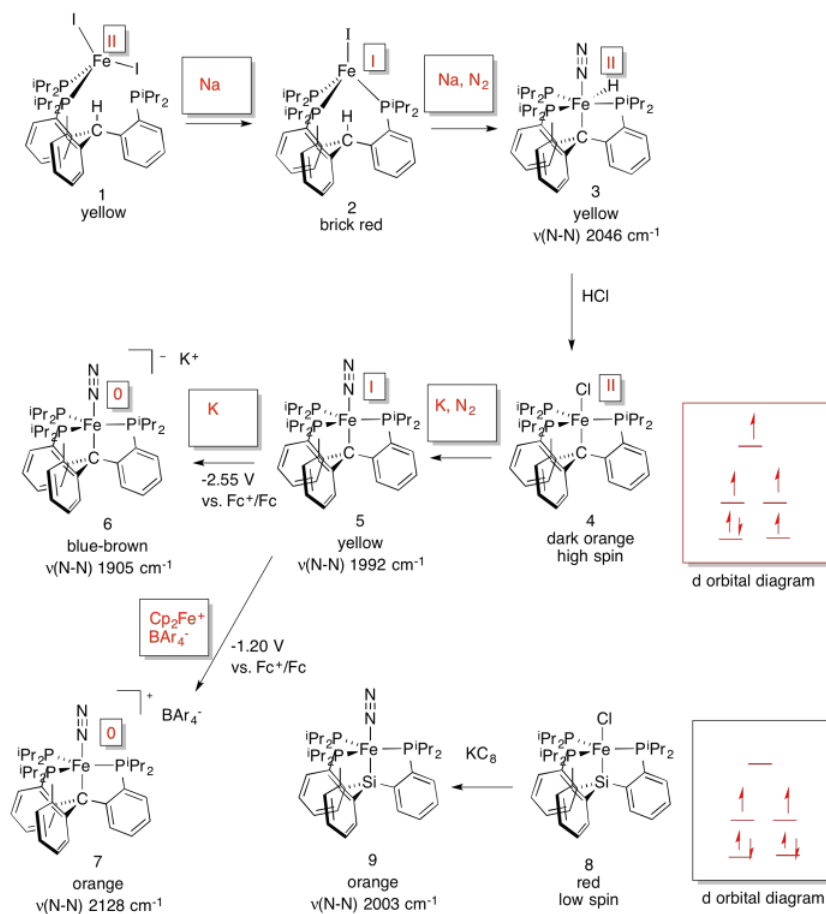 I
Fe
II
I
iPr2P
iPr2P
PiPr2
H
C
1
yellow
Na
I
Fe
I
iPr2P
iPr2P
PiPr2
H
C
2
brick red
Na, N2
N
N
II
H
iPr2P
iPr2P
Fe
PiPr2
C
3
yellow
ν(N-N) 2046 cm-1
HCl
Cl
II
iPr2P
iPr2P
Fe
PiPr2
C
4
dark orange
high spin
d orbital diagram
K, N2
N
N
I
iPr2P
iPr2P
Fe
PiPr2
C
5
yellow
ν(N-N) 1992 cm-1
K
-2.55 V
vs. Fc+/Fc
− K+
N
N
0
iPr2P
iPr2P
Fe
PiPr2
C
6
blue-brown
ν(N-N) 1905 cm-1
Cp2Fe+
BAr4-
-1.20 V
vs. Fc+/Fc
+ BAr4-
N
N
0
iPr2P
iPr2P
Fe
PiPr2
C
7
orange
ν(N-N) 2128 cm-1
N
N
iPr2P
iPr2P
Fe
PiPr2
Si
9
orange
ν(N-N) 2003 cm-1
KC8
Cl
iPr2P
iPr2P
Fe
PiPr2
Si
8
red
low spin
d orbital diagram